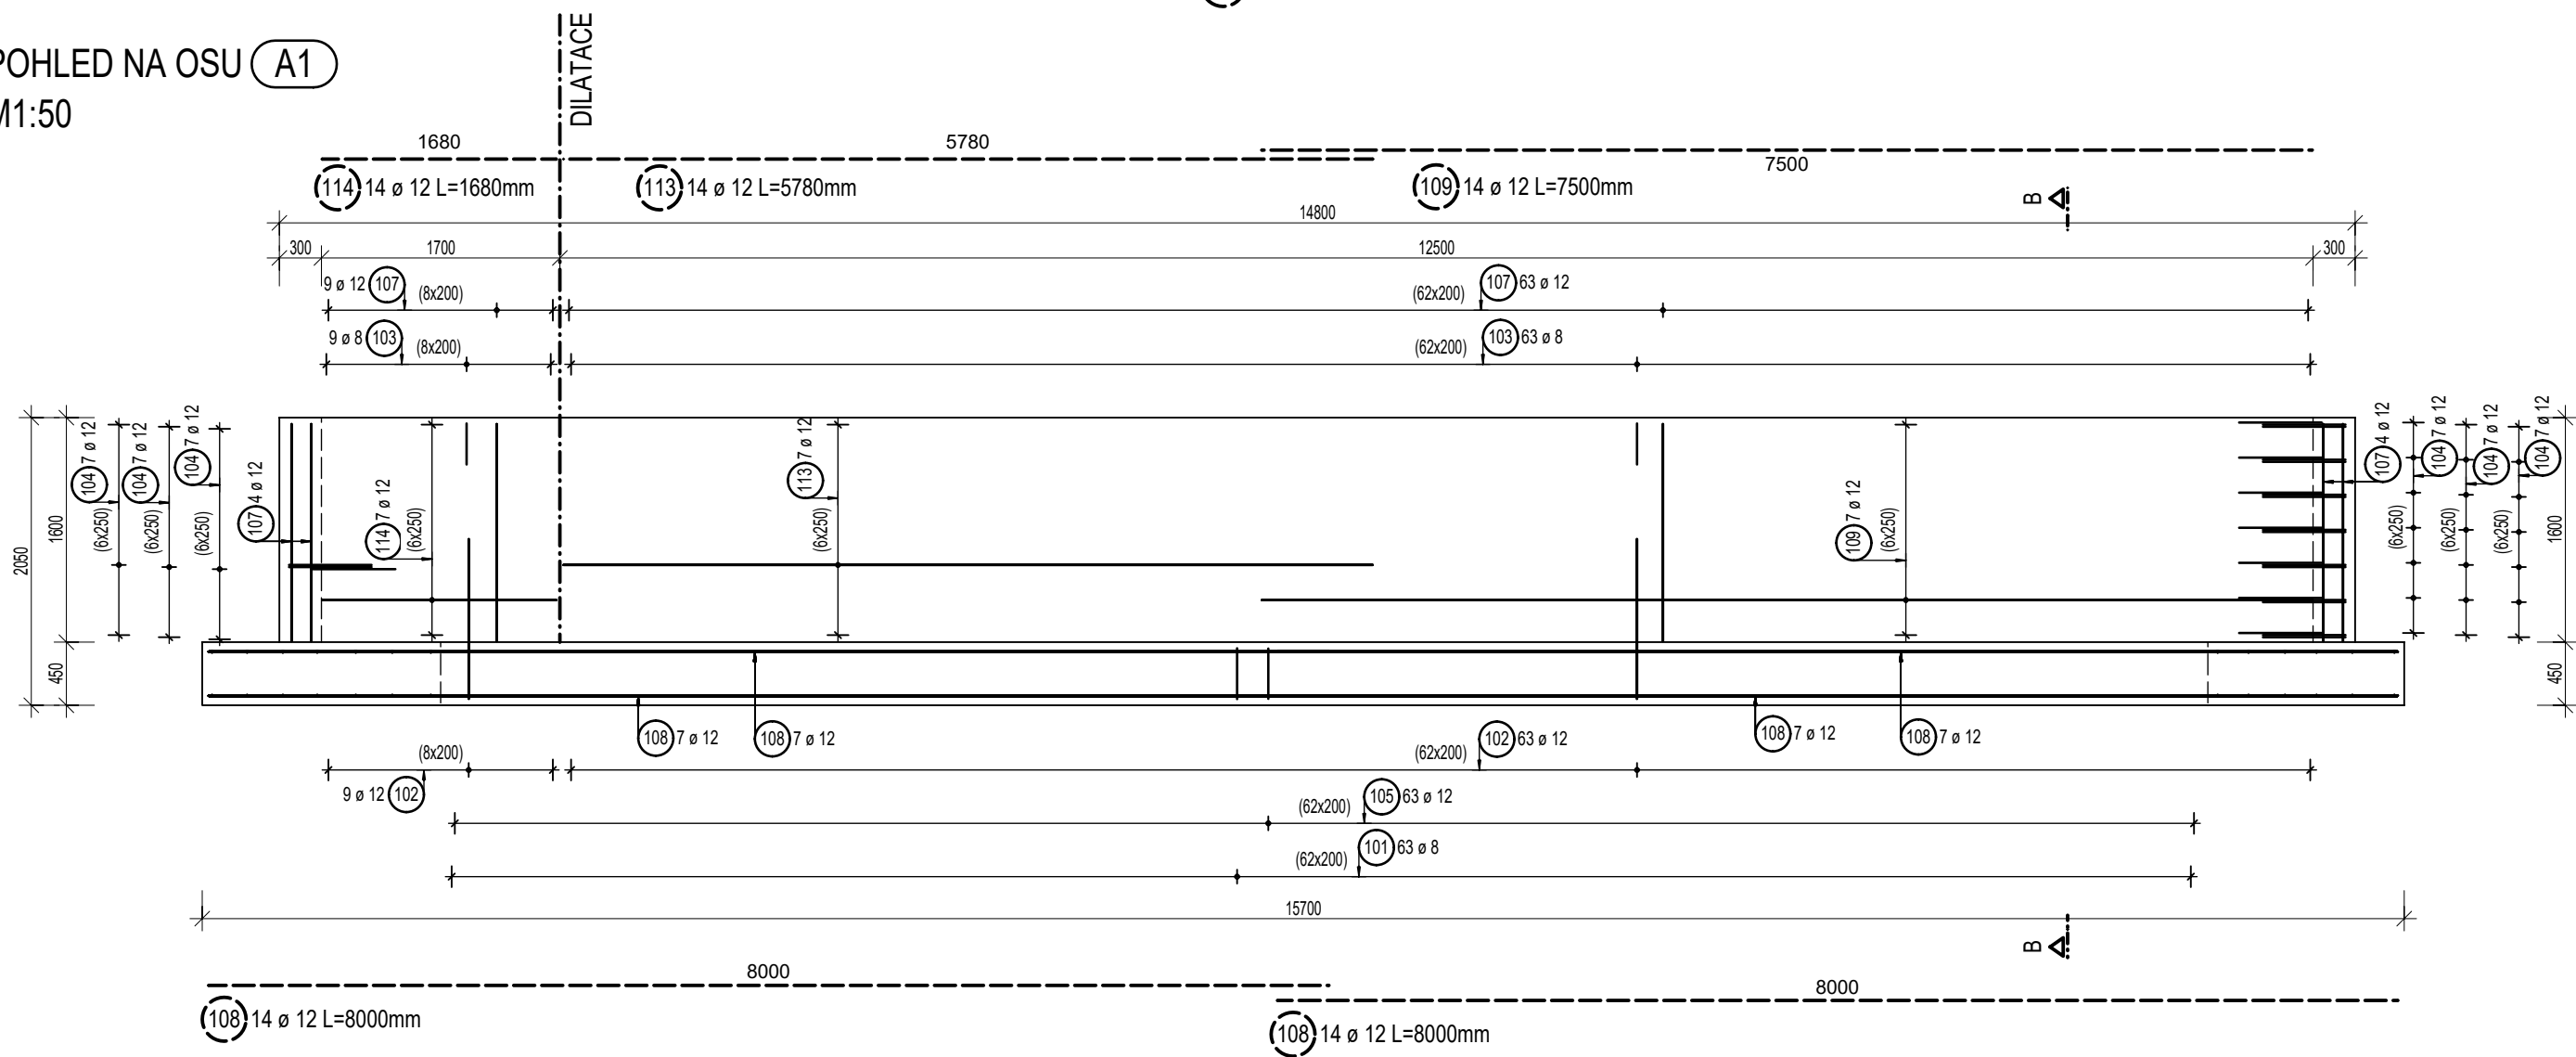 POHLED NA OSU A1
M1:50
DILATACE
1680
5780
7500
114 14 ø 12 L=1680mm
113 14 ø 12 L=5780mm
109 14 ø 12 L=7500mm
B
14800
300
1700
12500
300
9 ø 12 107
(8x200)
(62x200)
107 63 ø 12
9 ø 8 103
(8x200)
(62x200)
103 63 ø 8
2050
1600
450
104 7 ø 12
(6x250)
104 7 ø 12
(6x250)
104 7 ø 12
(6x250)
107 4 ø 12
114 7 ø 12
(6x250)
113 7 ø 12
(6x250)
109 7 ø 12
(6x250)
107 4 ø 12
(6x250)
104 7 ø 12
(6x250)
104 7 ø 12
(6x250)
104 7 ø 12
1600
450
108 7 ø 12
108 7 ø 12
108 7 ø 12
108 7 ø 12
(8x200)
9 ø 12 102
(62x200)
102 63 ø 12
(62x200)
105 63 ø 12
(62x200)
101 63 ø 8
15700
B
8000
8000
108 14 ø 12 L=8000mm
108 14 ø 12 L=8000mm